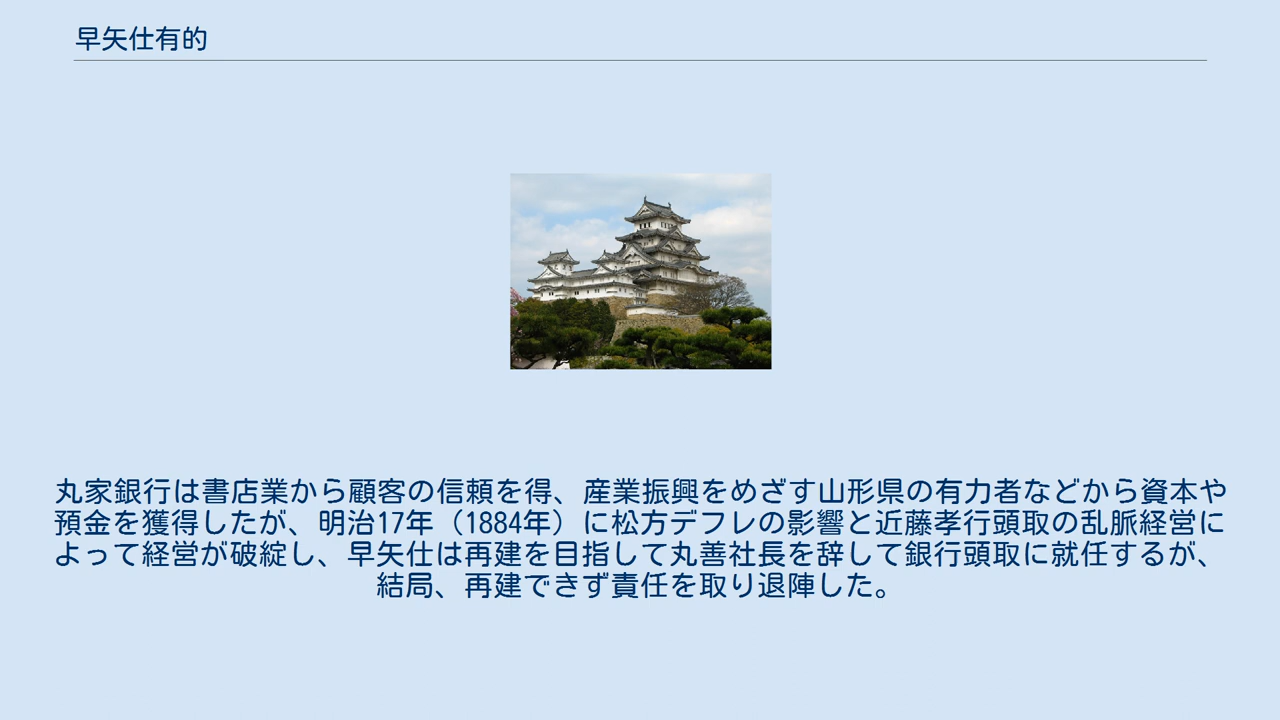 早矢仕有的
丸家銀行は書店業から顧客の信頼を得、産業振興をめざす山形県の有力者などから資本や
預金を獲得したが、明治17年（1884年）に松方デフレの影響と近藤孝行頭取の乱脈経営に
よって経営が破綻し、早矢仕は再建を目指して丸善社長を辞して銀行頭取に就任するが、
結局、再建できず責任を取り退陣した。